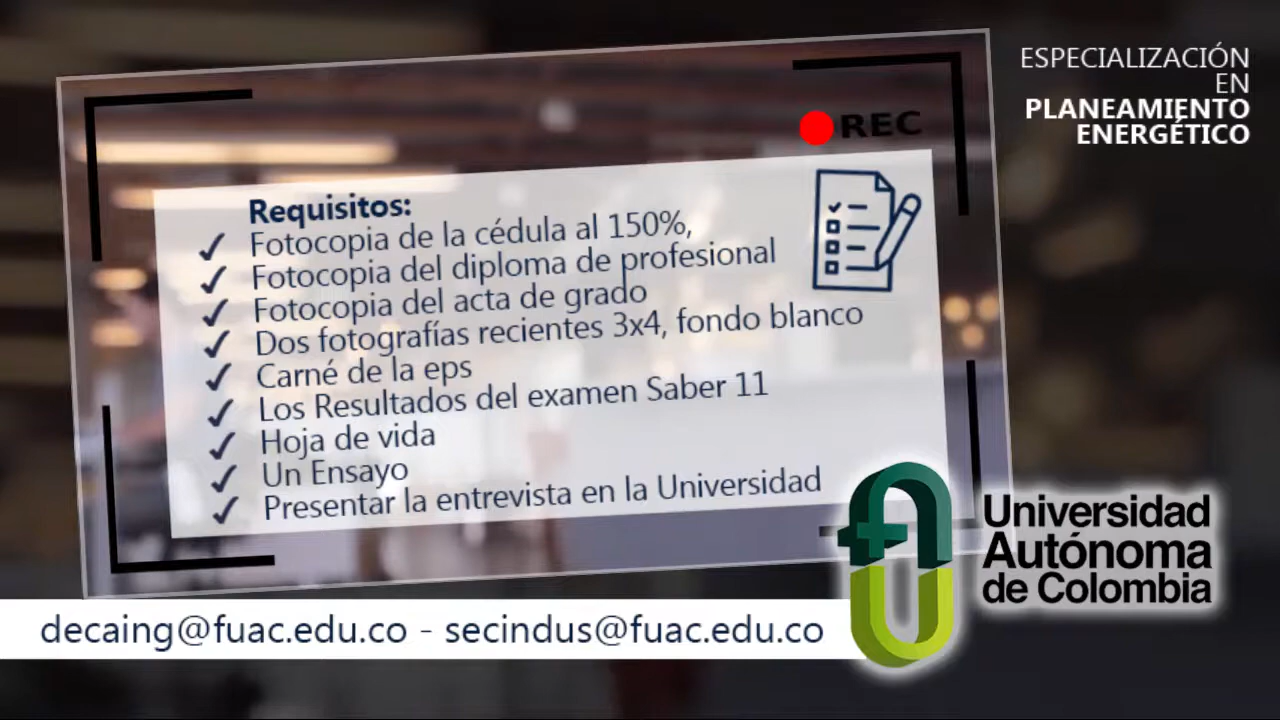 ESPECIALIZACIÓN
EN
PLANEAMIENTO
ENERGÉTICO
REC
Requisitos:
Fotocopia de la cédula al 150%,
Fotocopia del diploma de profesional
Fotocopia del acta de grado
Dos fotografías recientes 3x4, fondo blanco
Carné de la eps
Los Resultados del examen Saber 11
Hoja de vida
Un Ensayo
Presentar la entrevista en la Universidad
Universidad
Autónoma
de Colombia
decaing@fuac.edu.co - secindus@fuac.edu.co